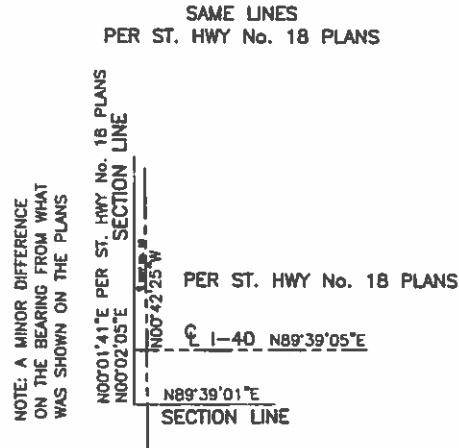 SAME LINES
PER ST. HWY No. 18 PLANS
NOTE: A MINOR DIFFERENCE
ON THE BEARING FROM WHAT
WAS SHOWN ON THE PLANS
N00°01'41"E PER ST. HWY No. 18 PLANS
N00°02'05"E
SECTION LINE
N00°42'25"W
PER ST. HWY No. 18 PLANS
℄ I-40 N89°39'05"E
N89°39'01"E
SECTION LINE